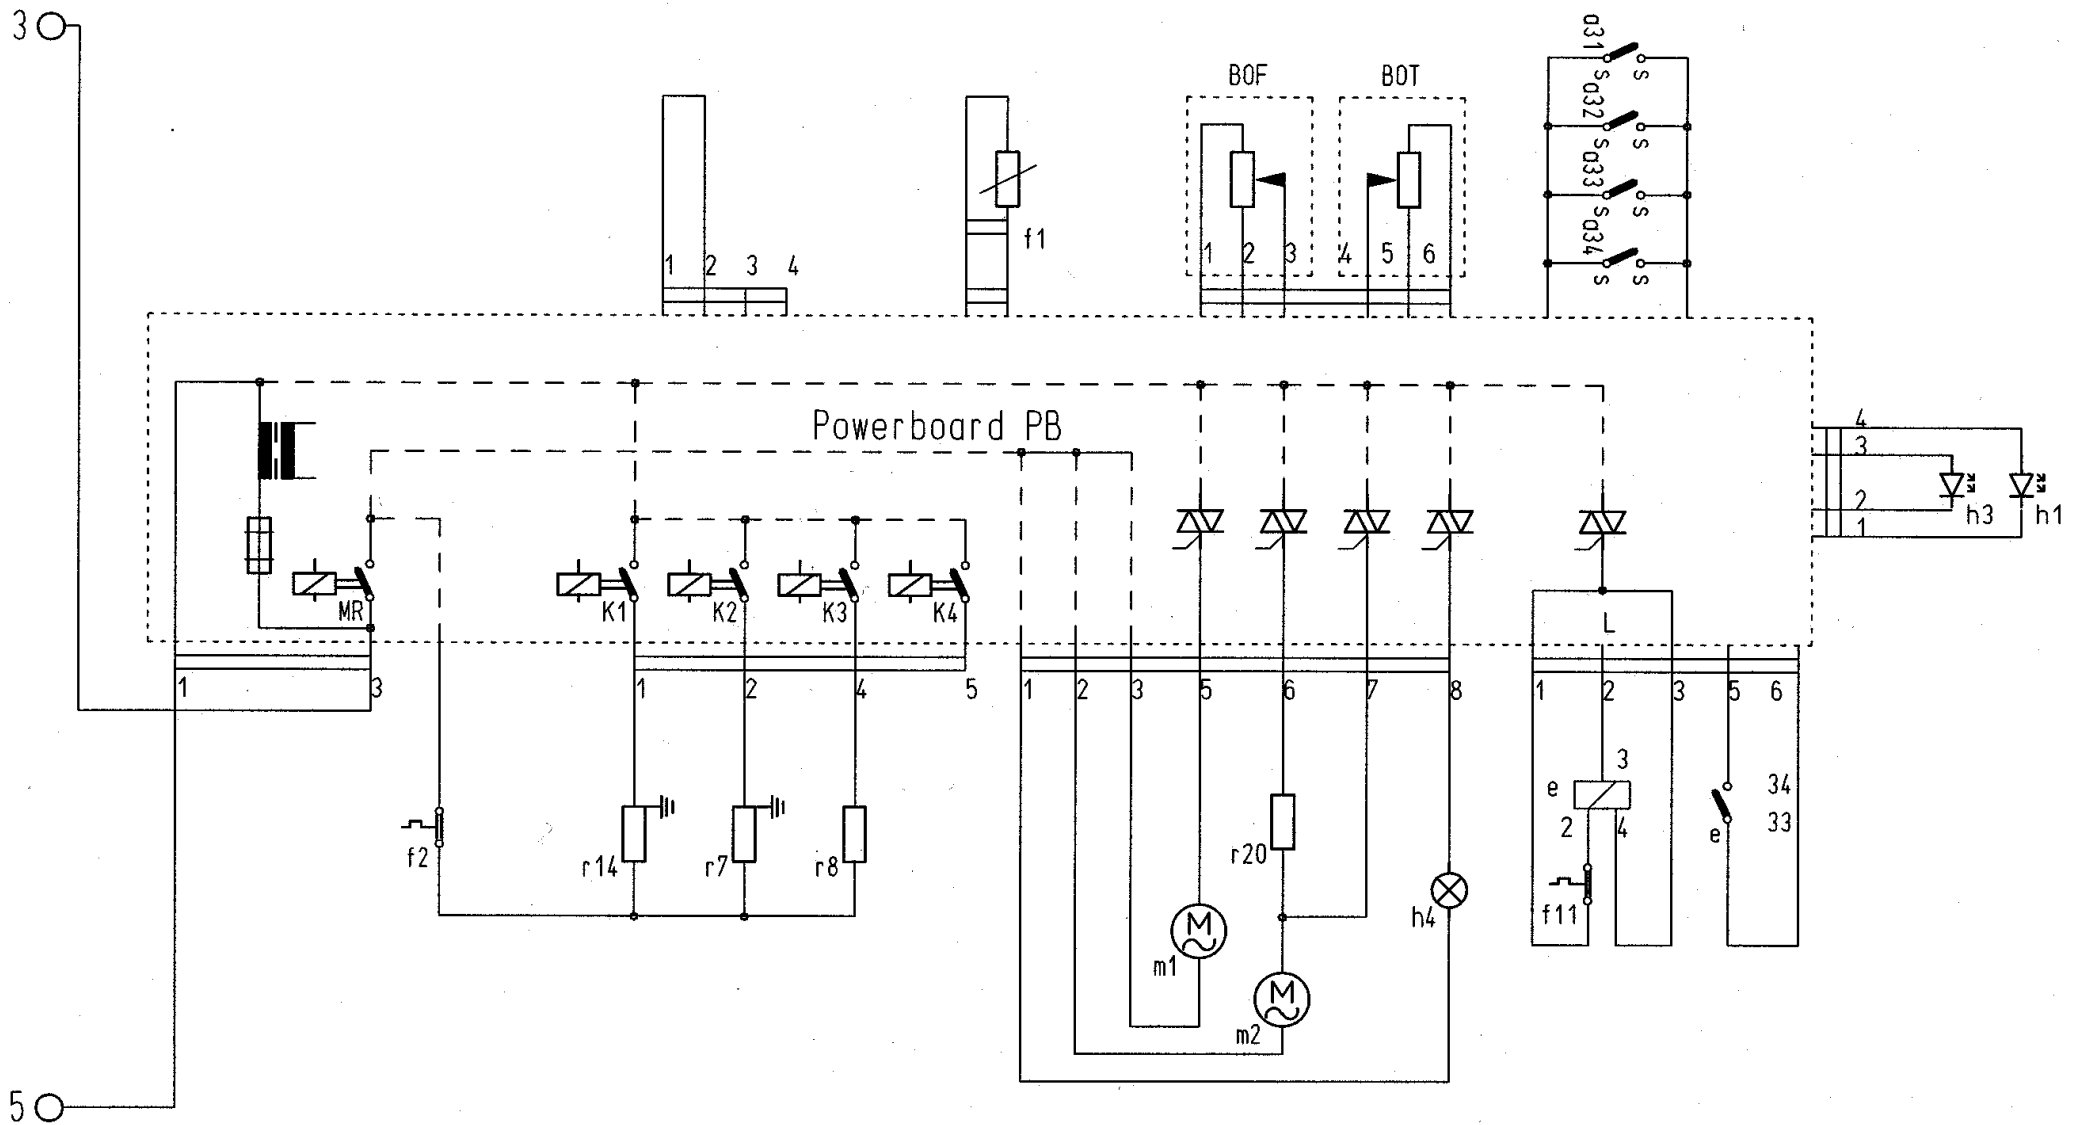 3
a31
S S
BOF BOT
a32
S S
a33
S S
f1
a34
1 2 3 4 5 6
1 2 3 4
S S
4
Powerboard PB
3
2
h3 h1
1
MR K1 K2 K3 K4
L
1 3 1 2 4 5 1 2 3 5 6 7 8 1 2 3 5 6
3
e 34
2 4 e 33
f2 r14 r7 r8 r20
h4 f11
M
m1
M
m2
5